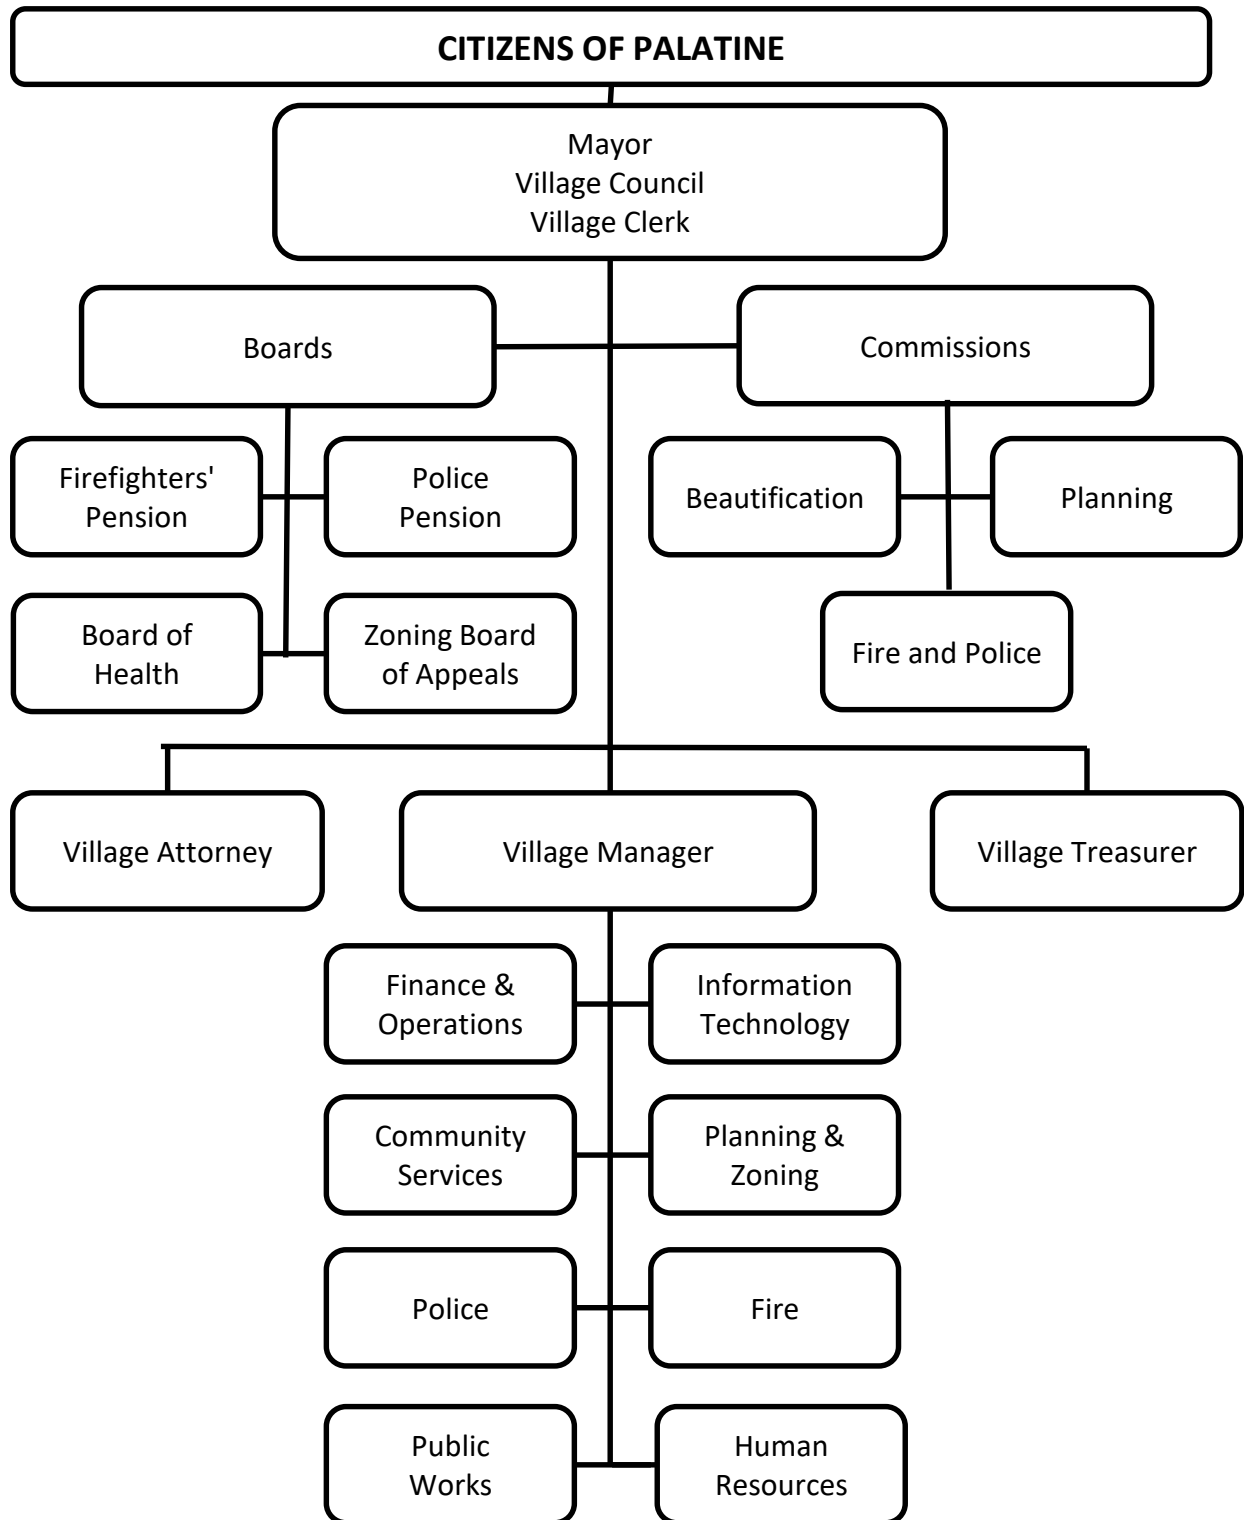 CITIZENS OF PALATINE
Mayor
Village Council
Village Clerk
Boards
Commissions
Firefighters'
Pension
Police
Pension
Beautification
Planning
Board of
Health
Zoning Board
of Appeals
Fire and Police
Village Attorney
Village Manager
Village Treasurer
Finance &
Operations
Information
Technology
Community
Services
Planning &
Zoning
Police
Fire
Public
Works
Human
Resources